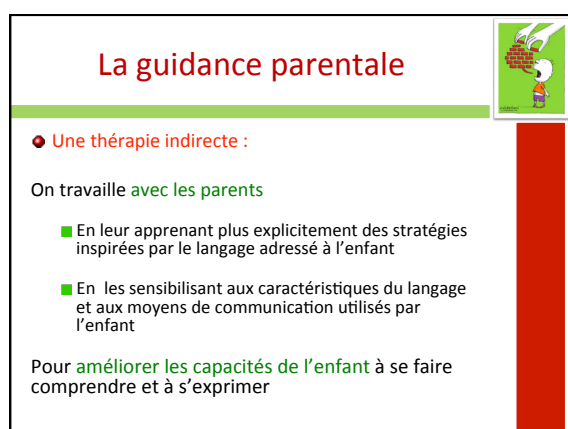 La guidance parentale
Une thérapie indirecte :
On travaille avec les parents
En leur apprenant plus explicitement des stratégies
inspirées par le langage adressé à l’enfant
En les sensibilisant aux caractéristiques du langage
et aux moyens de communication utilisés par
l’enfant
Pour améliorer les capacités de l’enfant à se faire
comprendre et à s’exprimer